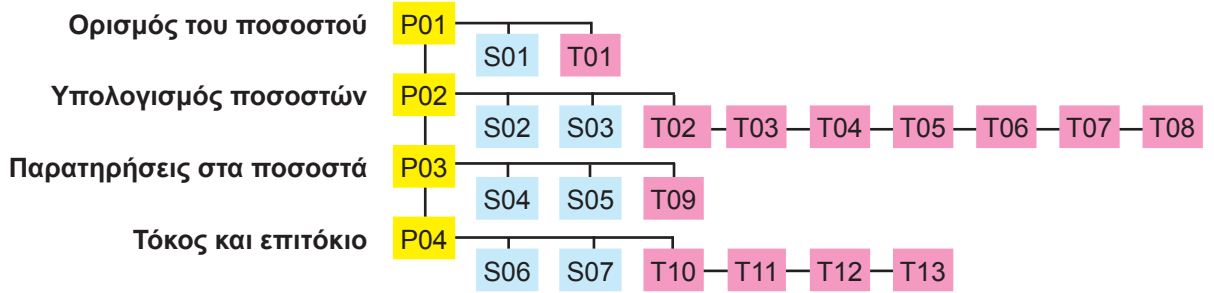 Ορισμός του ποσοστού P01
S01 T01
Υπολογισμός ποσοστών P02
S02 S03 T02 T03 T04 T05 T06 T07 T08
Παρατηρήσεις στα ποσοστά P03
S04 S05 T09
Τόκος και επιτόκιο P04
S06 S07 T10 T11 T12 T13